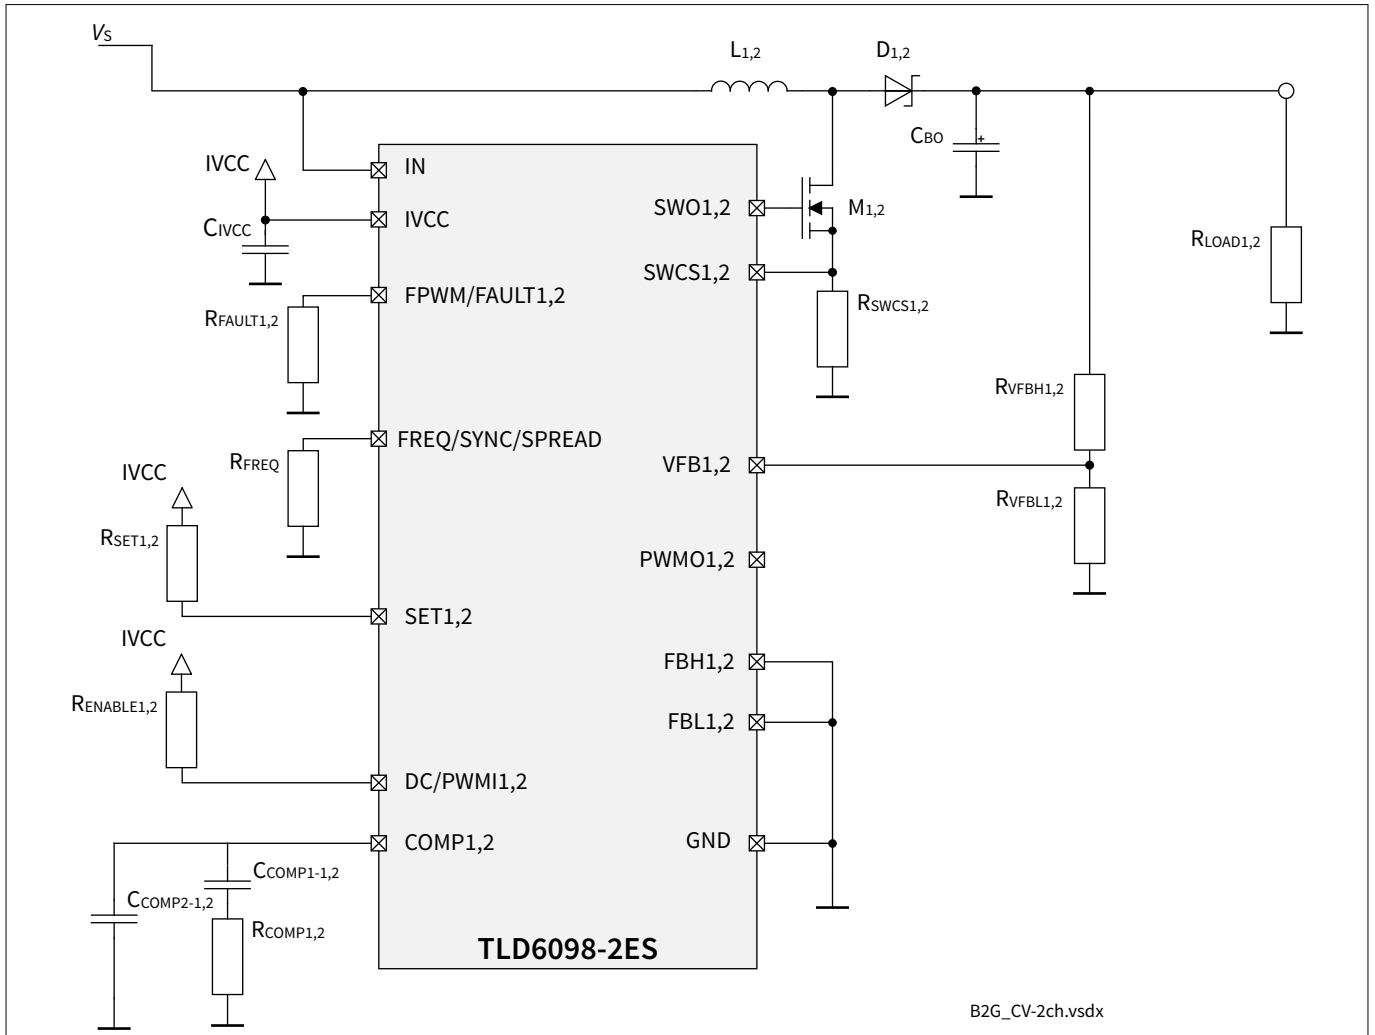 VS
L1,2
D1,2
CBO
+
IVCC
IN
CIVCC
IVCC
SWO1,2
M1,2
SWCS1,2
RSWCS1,2
RLOAD1,2
RFAULT1,2
FPWM/FAULT1,2
RVFBH1,2
RFREQ
FREQ/SYNC/SPREAD
VFB1,2
IVCC
RVFBL1,2
RSET1,2
PWMO1,2
SET1,2
IVCC
FBH1,2
RENABLE1,2
FBL1,2
DC/PWMI1,2
COMP1,2
GND
CCOMP1-1,2
CCOMP2-1,2
RCOMP1,2
TLD6098-2ES
B2G_CV-2ch.vsdx